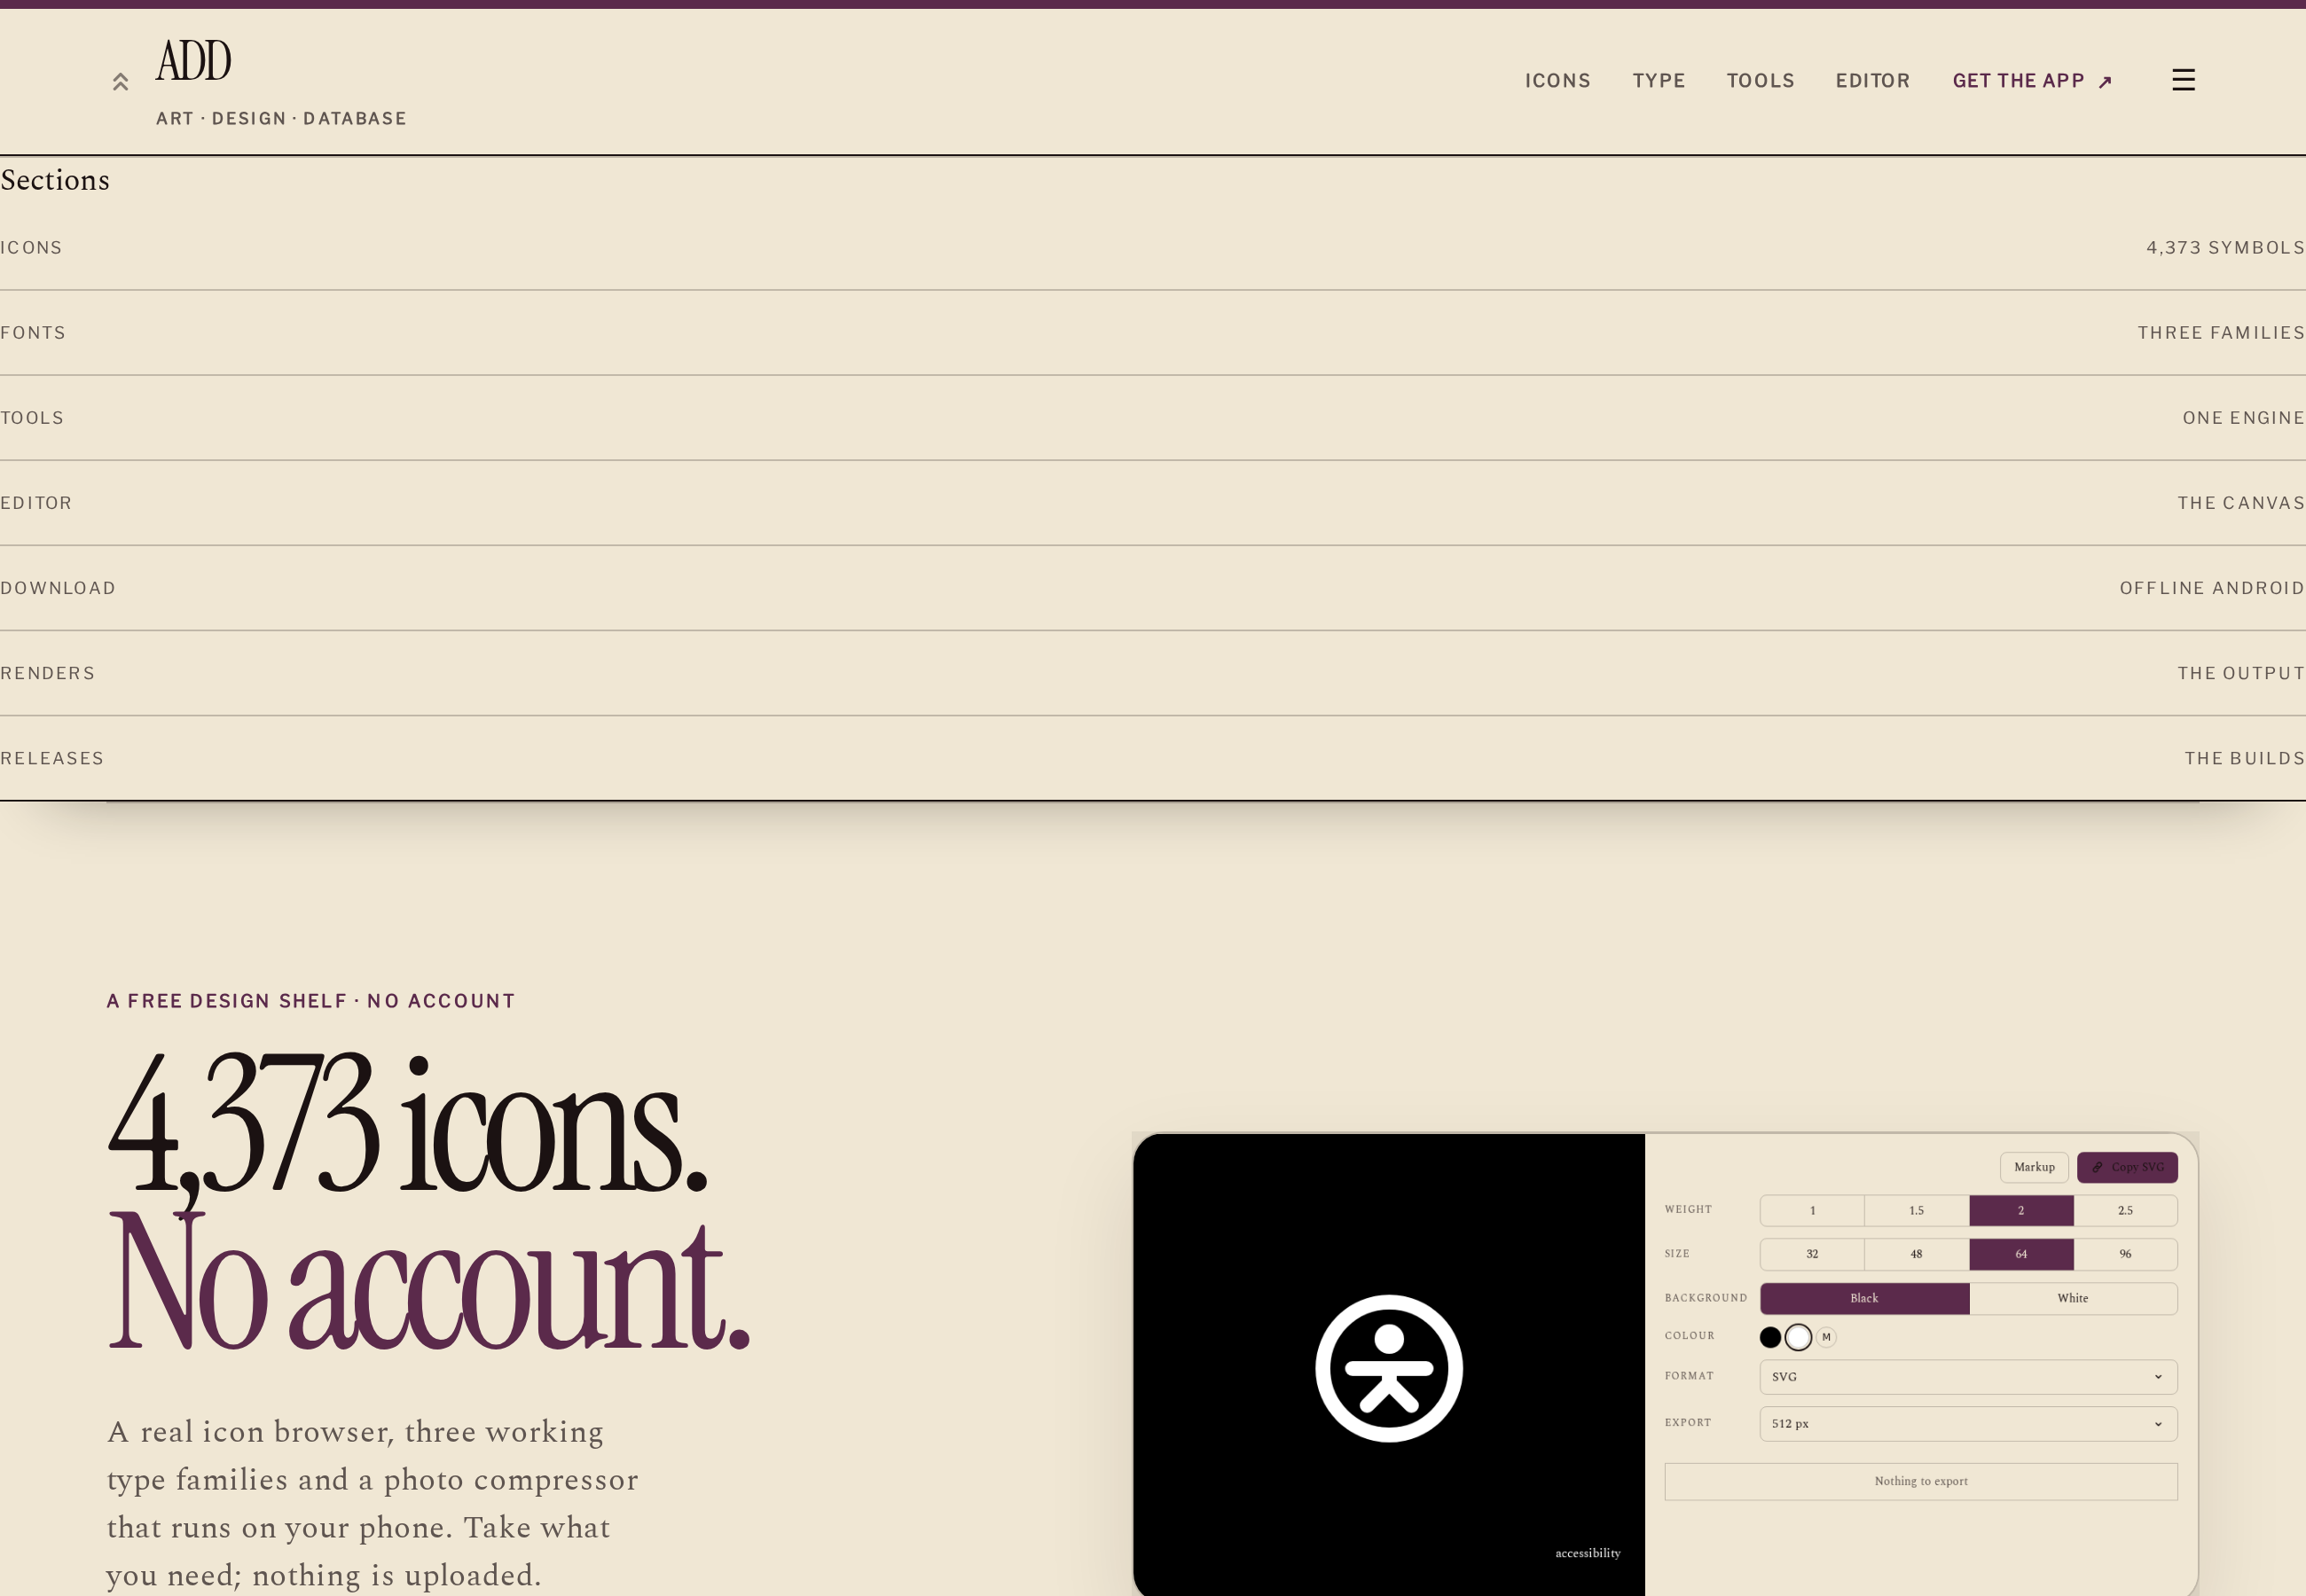 ADD
ART · DESIGN · DATABASE
ICONS TYPE TOOLS EDITOR GET THE APP ↗
Sections
ICONS 4,373 SYMBOLS
FONTS THREE FAMILIES
TOOLS ONE ENGINE
EDITOR THE CANVAS
DOWNLOAD OFFLINE ANDROID
RENDERS THE OUTPUT
RELEASES THE BUILDS
A FREE DESIGN SHELF · NO ACCOUNT
4,373 icons.
No account.
A real icon browser, three working
type families and a photo compressor
that runs on your phone. Take what
you need; nothing is uploaded.
Markup Copy SVG
WEIGHT 1 1.5 2 2.5
SIZE 32 48 64 96
BACKGROUND Black White
COLOUR M
FORMAT SVG
EXPORT 512 px
Nothing to export
accessibility